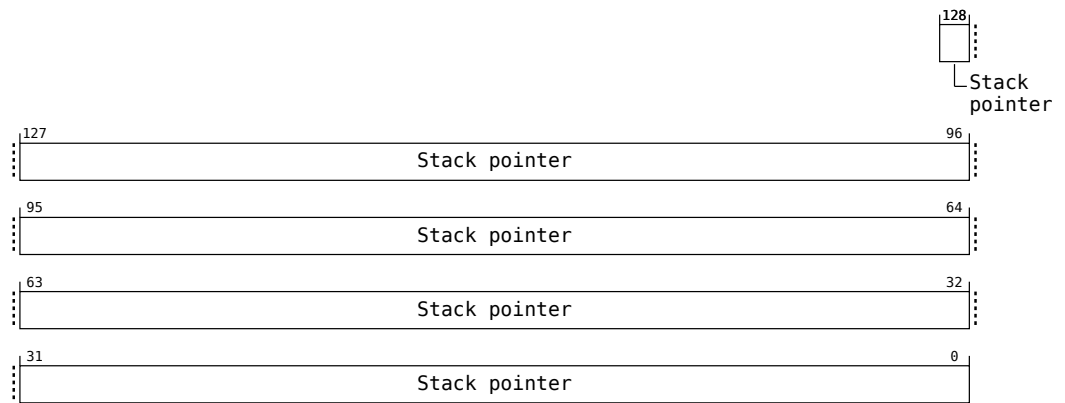 128
Stack
pointer
127 96
Stack pointer
95 64
Stack pointer
63 32
Stack pointer
31 0
Stack pointer